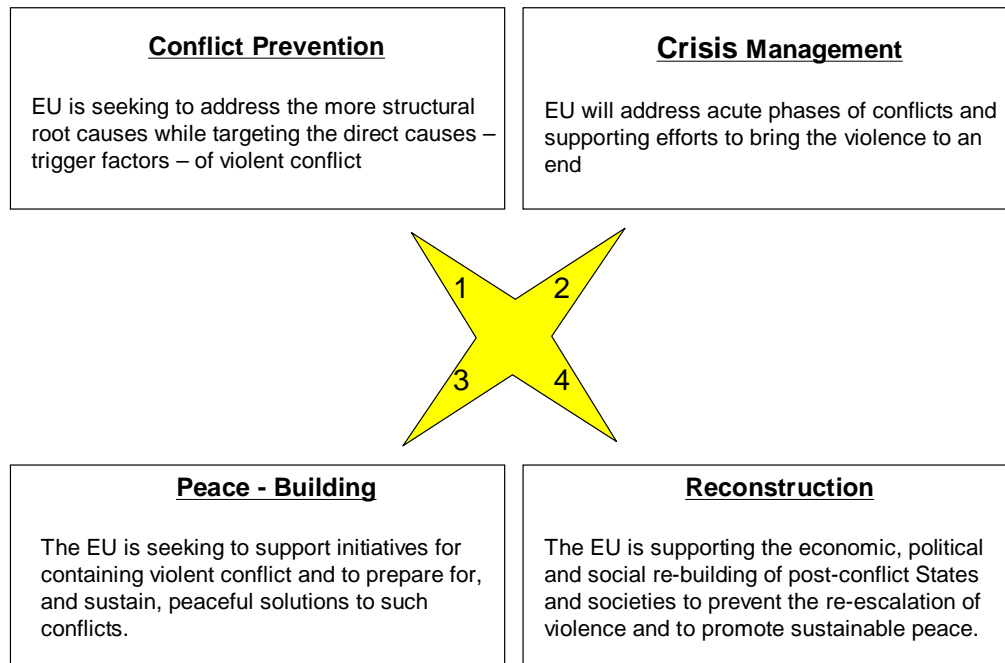 Conflict Prevention
EU is seeking to address the more structural
root causes while targeting the direct causes –
trigger factors – of violent conflict
Crisis Management
EU will address acute phases of conflicts and
supporting efforts to bring the violence to an
end
1
2
3
4
Peace - Building
The EU is seeking to support initiatives for
containing violent conflict and to prepare for,
and sustain, peaceful solutions to such
conflicts.
Reconstruction
The EU is supporting the economic, political
and social re-building of post-conflict States
and societies to prevent the re-escalation of
violence and to promote sustainable peace.